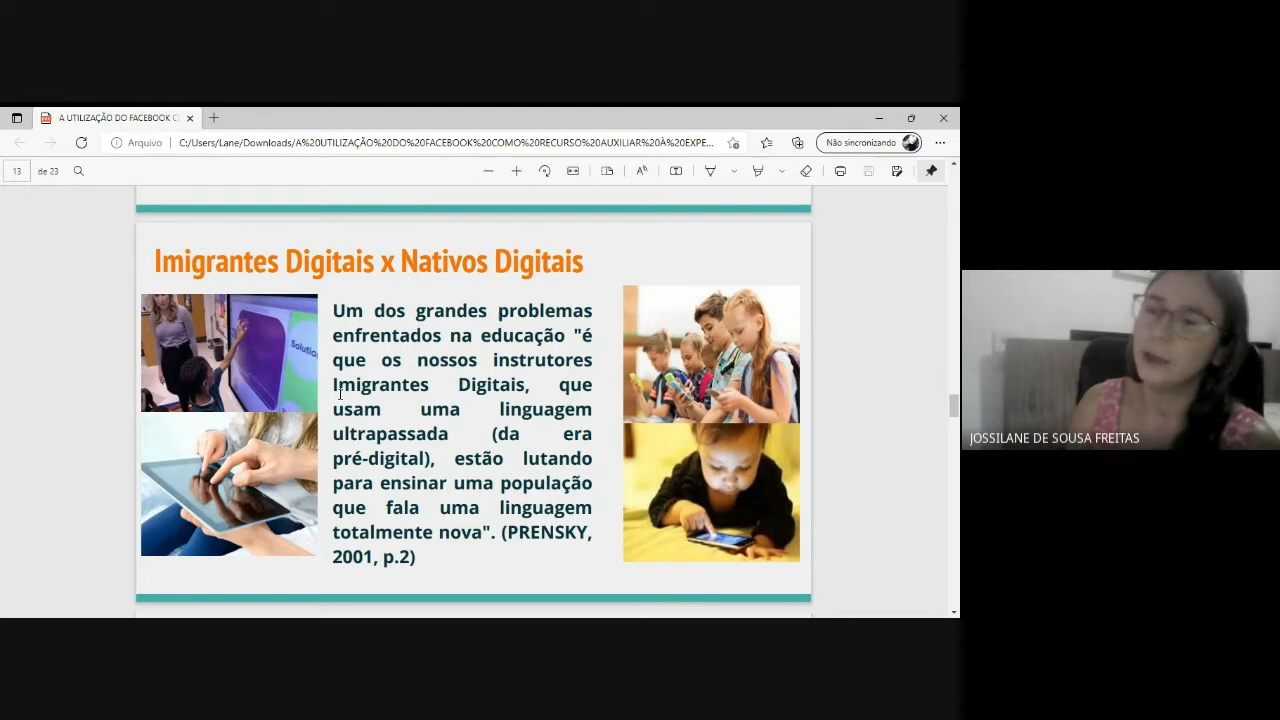 A UTILIZAÇÃO DO FACEBOOK C
Arquivo
C:/Users/Lane/Downloads/A%20UTILIZAÇÃO%20DO%20FACEBOOK%20COMO%20RECURSO%20AUXILIAR%20À%20EXPE...
Não sincronizando
13 de 23
Imigrantes Digitais x Nativos Digitais
Um dos grandes problemas
enfrentados na educação "é
que os nossos instrutores
Imigrantes Digitais, que
usam uma linguagem
ultrapassada (da era
pré-digital), estão lutando
para ensinar uma população
que fala uma linguagem
totalmente nova". (PRENSKY,
2001, p.2)
Solution
JOSSILANE DE SOUSA FREITAS